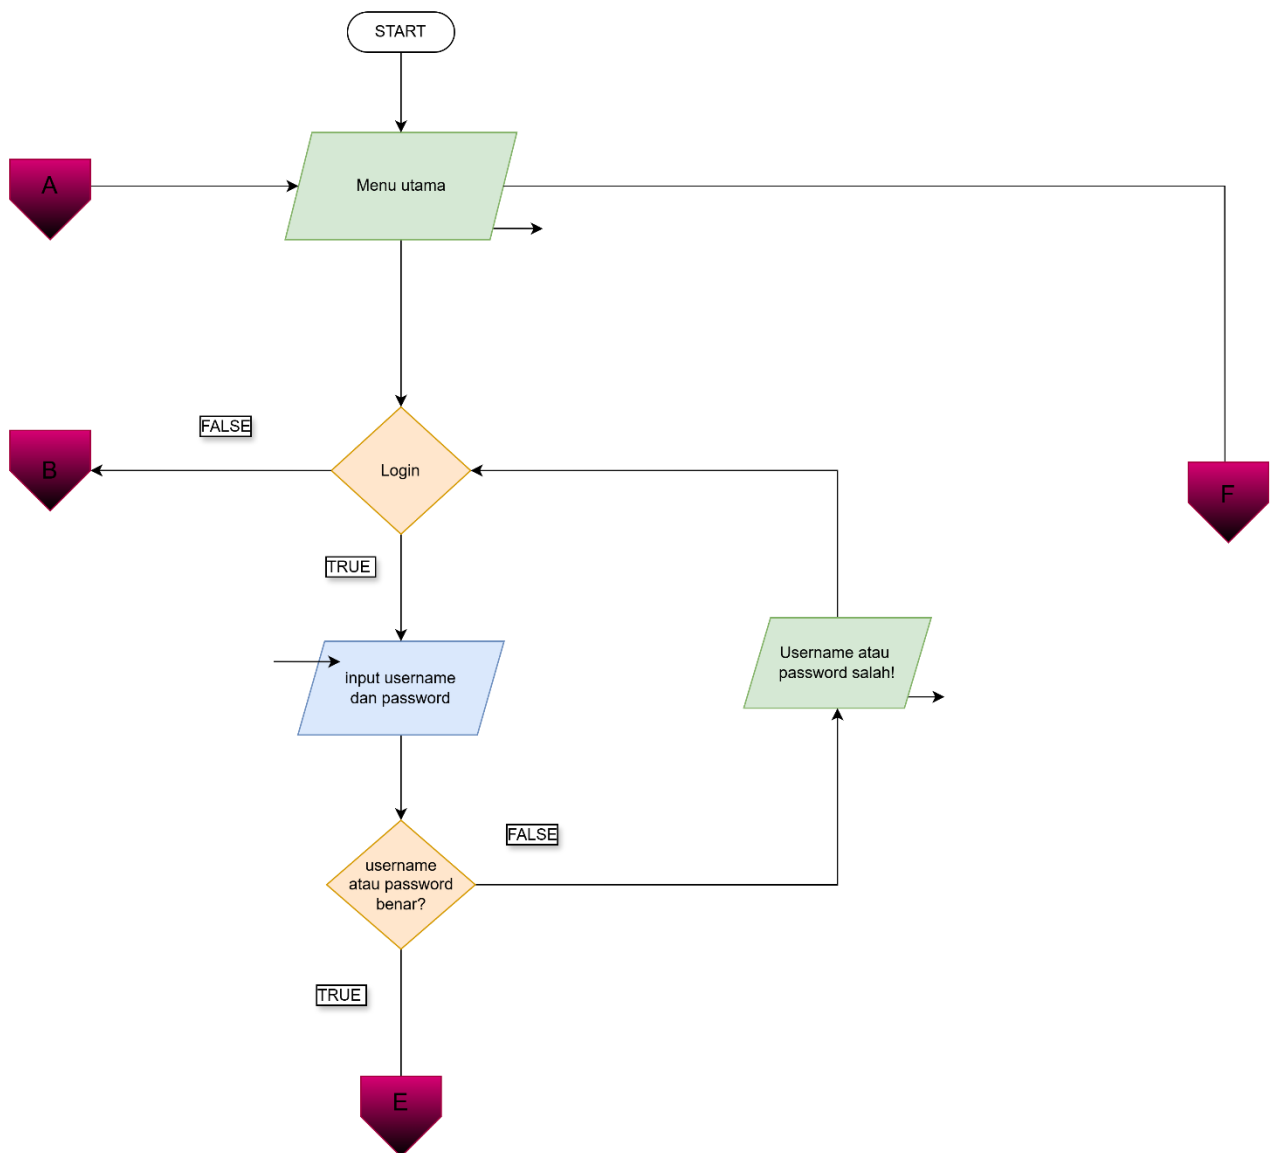 START
A
Menu utama
FALSE
B
Login
F
TRUE
input username
dan password
Username atau
password salah!
FALSE
username
atau password
benar?
TRUE
E